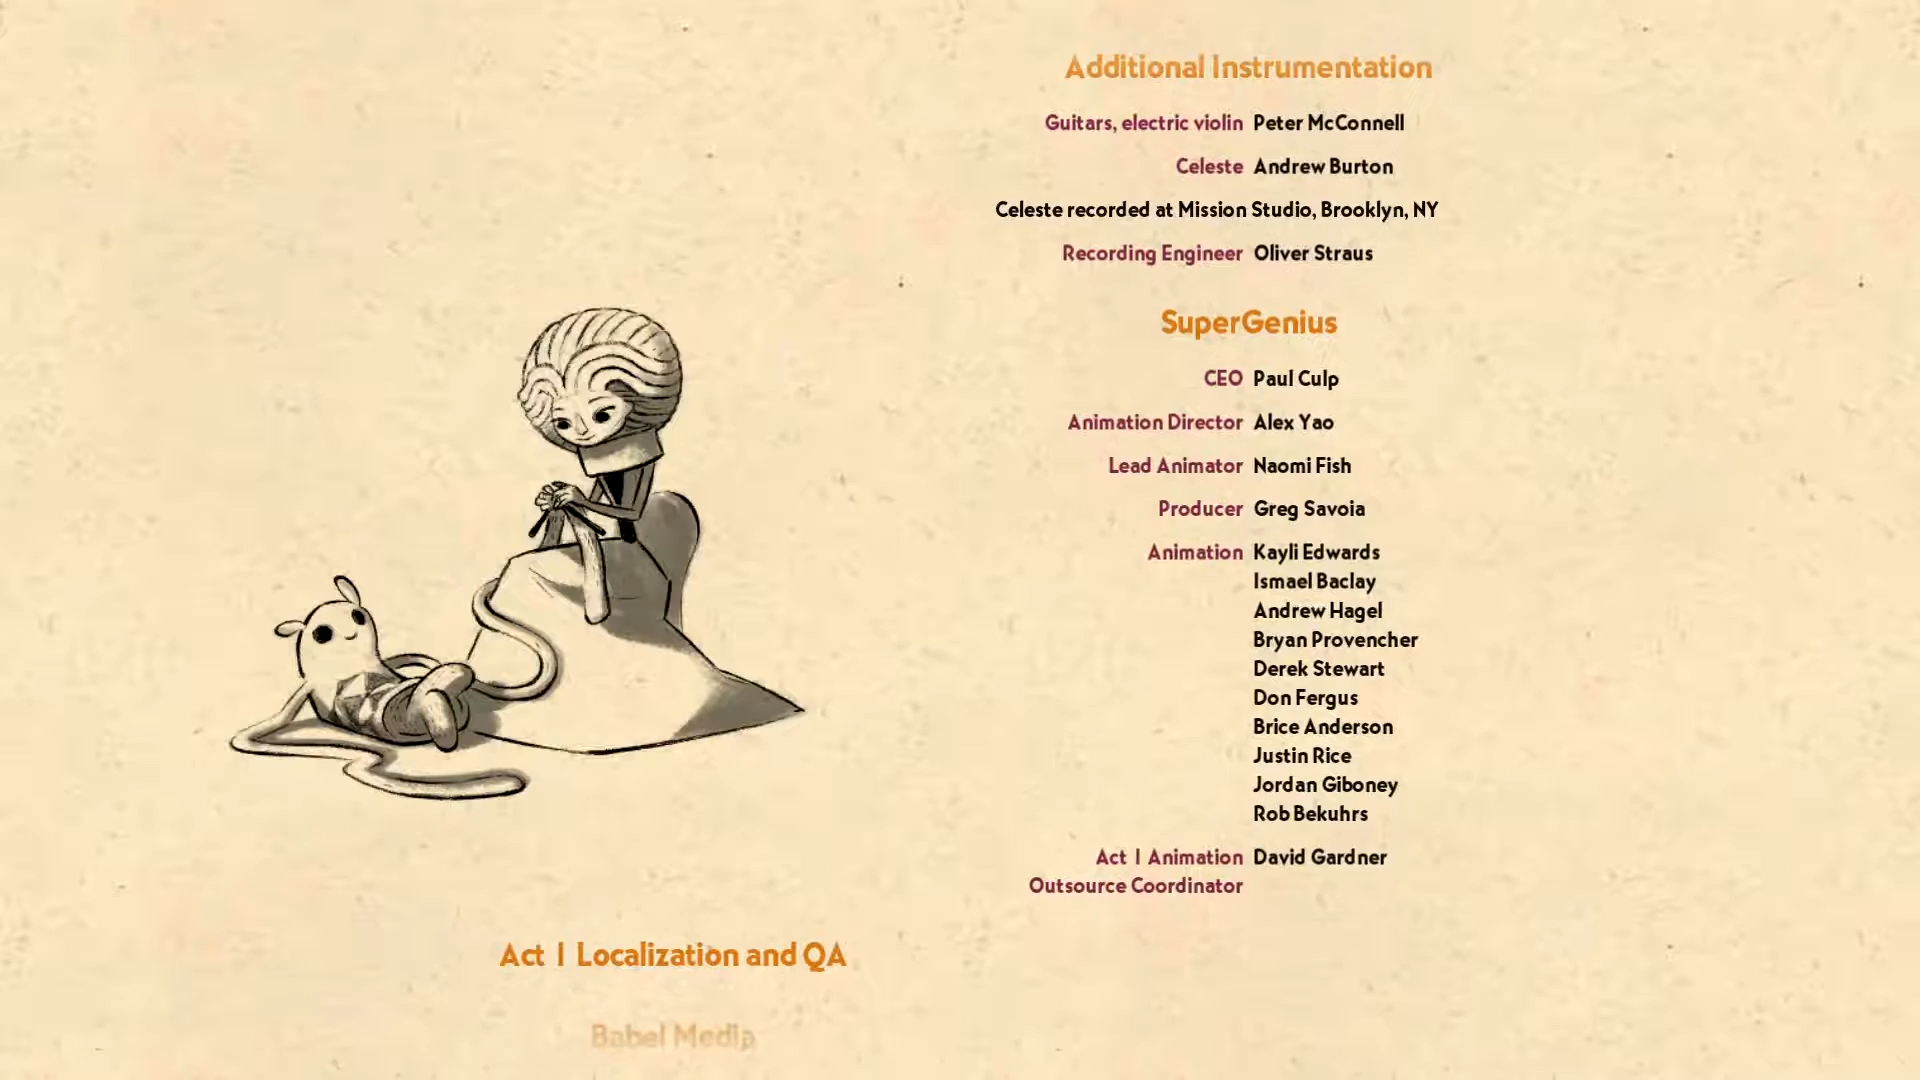 Additional Instrumentation
Guitars, electric violin Peter McConnell
Celeste Andrew Burton
Celeste recorded at Mission Studio, Brooklyn, NY
Recording Engineer Oliver Straus
SuperGenius
CEO Paul Culp
Animation Director Alex Yao
Lead Animator Naomi Fish
Producer Greg Savoia
Animation Kayli Edwards
Ismael Baclay
Andrew Hagel
Bryan Provencher
Derek Stewart
Don Fergus
Brice Anderson
Justin Rice
Jordan Giboney
Rob Bekuhrs
Act 1 Animation David Gardner
Outsource Coordinator
Act 1 Localization and QA
Babel Media